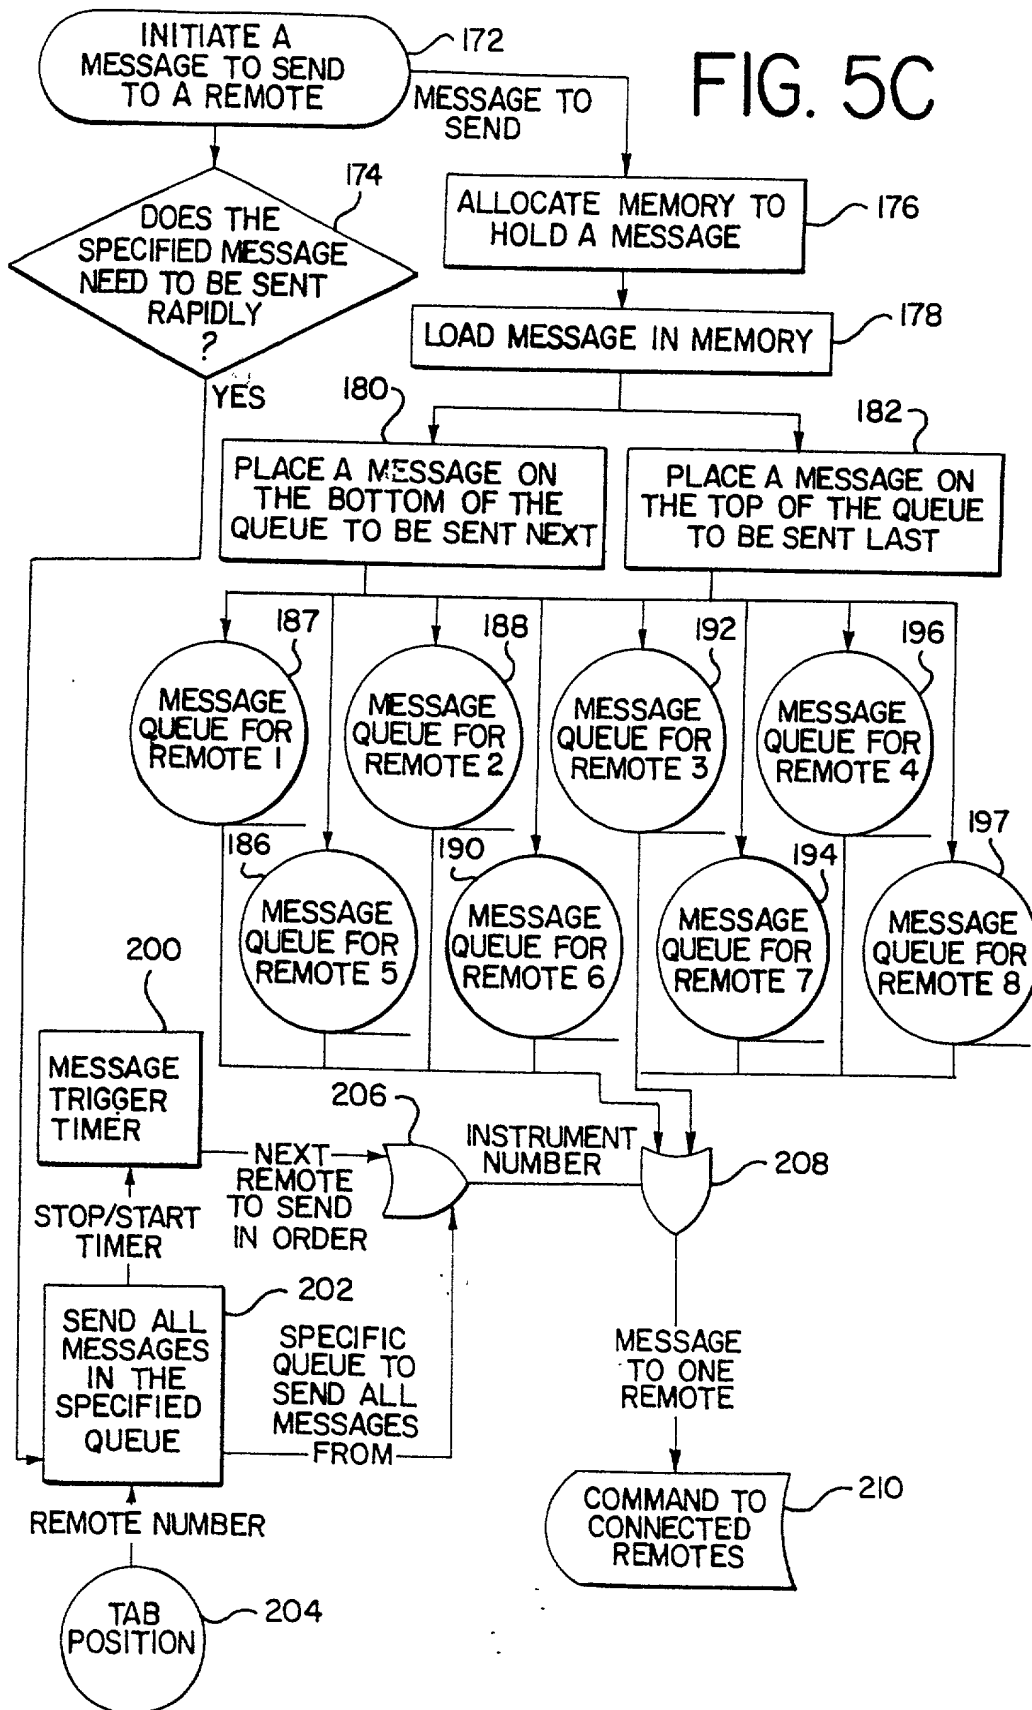 INITIATE A
MESSAGE TO SEND
TO A REMOTE
172
FIG. 5C
MESSAGE TO
SEND
174
DOES THE
SPECIFIED MESSAGE
NEED TO BE SENT
RAPIDLY
?
YES
ALLOCATE MEMORY TO
HOLD A MESSAGE
176
LOAD MESSAGE IN MEMORY
178
180
PLACE A MESSAGE ON
THE BOTTOM OF THE
QUEUE TO BE SENT NEXT
182
PLACE A MESSAGE ON
THE TOP OF THE QUEUE
TO BE SENT LAST
187
MESSAGE
QUEUE FOR
REMOTE 1
188
MESSAGE
QUEUE FOR
REMOTE 2
192
MESSAGE
QUEUE FOR
REMOTE 3
196
MESSAGE
QUEUE FOR
REMOTE 4
186
MESSAGE
QUEUE FOR
REMOTE 5
190
MESSAGE
QUEUE FOR
REMOTE 6
194
MESSAGE
QUEUE FOR
REMOTE 7
197
MESSAGE
QUEUE FOR
REMOTE 8
200
MESSAGE
TRIGGER
TIMER
NEXT
REMOTE
TO SEND
IN ORDER
206
INSTRUMENT
NUMBER
208
STOP/START
TIMER
202
SEND ALL
MESSAGES
IN THE
SPECIFIED
QUEUE
SPECIFIC
QUEUE TO
SEND ALL
MESSAGES
FROM
MESSAGE
TO ONE
REMOTE
REMOTE NUMBER
COMMAND TO
CONNECTED
REMOTES
210
TAB
POSITION
204